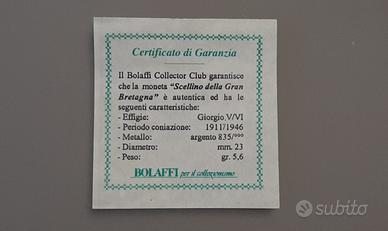 Certificato di Garanzia
Il Bolaffi Collector Club garantisce
che la moneta "Scellino della Gran
Bretagna" è autentica ed ha le
seguenti caratteristiche:
- Effigie: Giorgio V/VI
- Periodo coniazione: 1911/1946
- Metallo: argento 835/°°°
- Diametro: mm. 23
- Peso: gr. 5,6
BOLAFFI per il collezionismo
subito